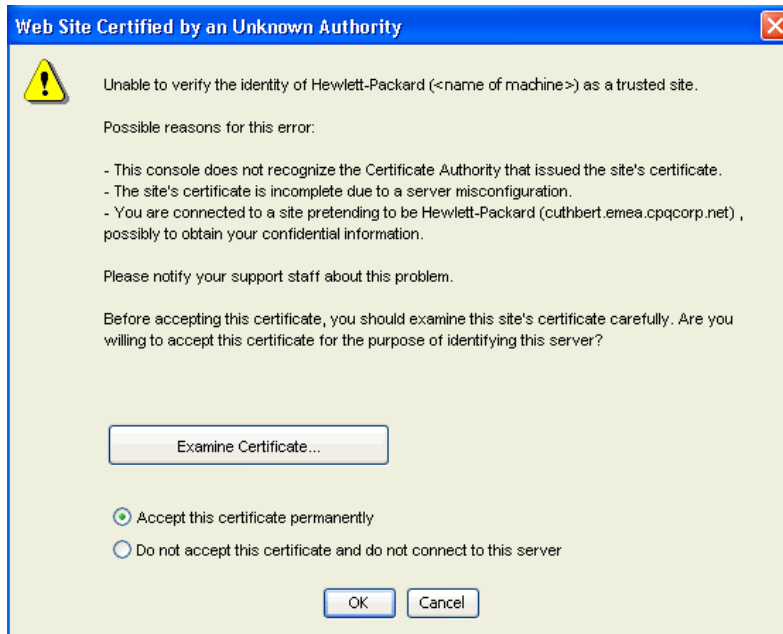 Web Site Certified by an Unknown Authority
Unable to verify the identity of Hewlett-Packard (<name of machine>) as a trusted site.
Possible reasons for this error:
- This console does not recognize the Certificate Authority that issued the site's certificate.
- The site's certificate is incomplete due to a server misconfiguration.
- You are connected to a site pretending to be Hewlett-Packard (cuthbert.emea.cpqcorp.net) ,
possibly to obtain your confidential information.
Please notify your support staff about this problem.
Before accepting this certificate, you should examine this site's certificate carefully. Are you
willing to accept this certificate for the purpose of identifying this server?
Examine Certificate...
Accept this certificate permanently
Do not accept this certificate and do not connect to this server
OK
Cancel